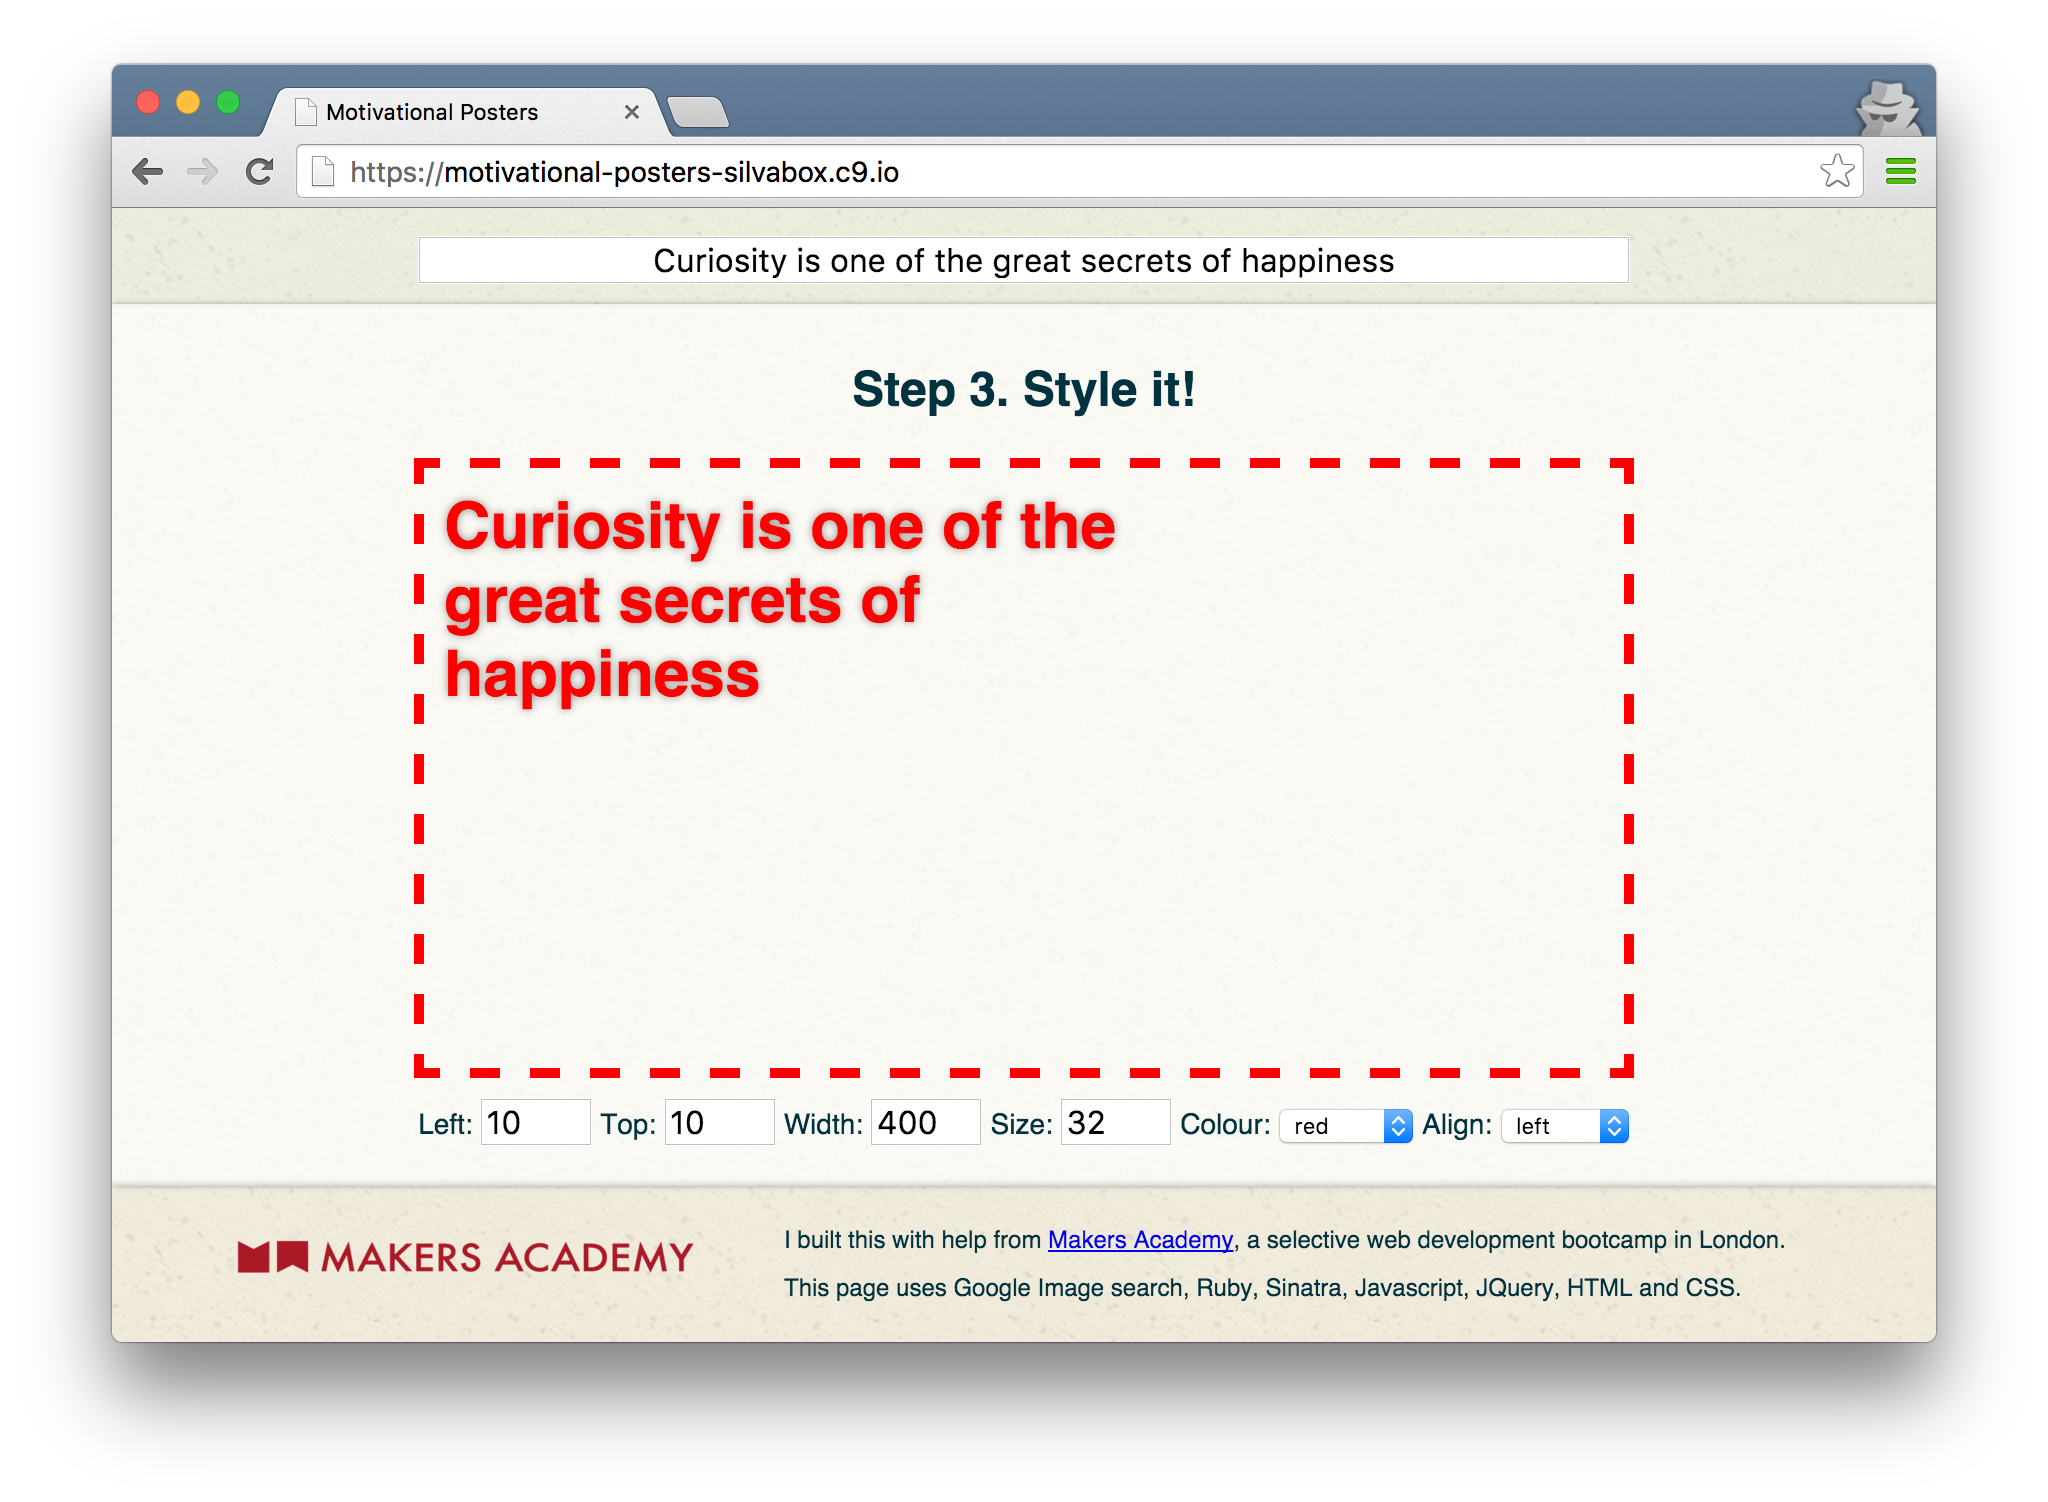 Motivational Posters
https://motivational-posters-silvabox.c9.io
Curiosity is one of the great secrets of happiness
Step 3. Style it!
Curiosity is one of the
great secrets of
happiness
Left: 10 Top: 10 Width: 400 Size: 32 Colour: red Align: left
MAKERS ACADEMY
I built this with help from Makers Academy, a selective web development bootcamp in London.
This page uses Google Image search, Ruby, Sinatra, Javascript, JQuery, HTML and CSS.